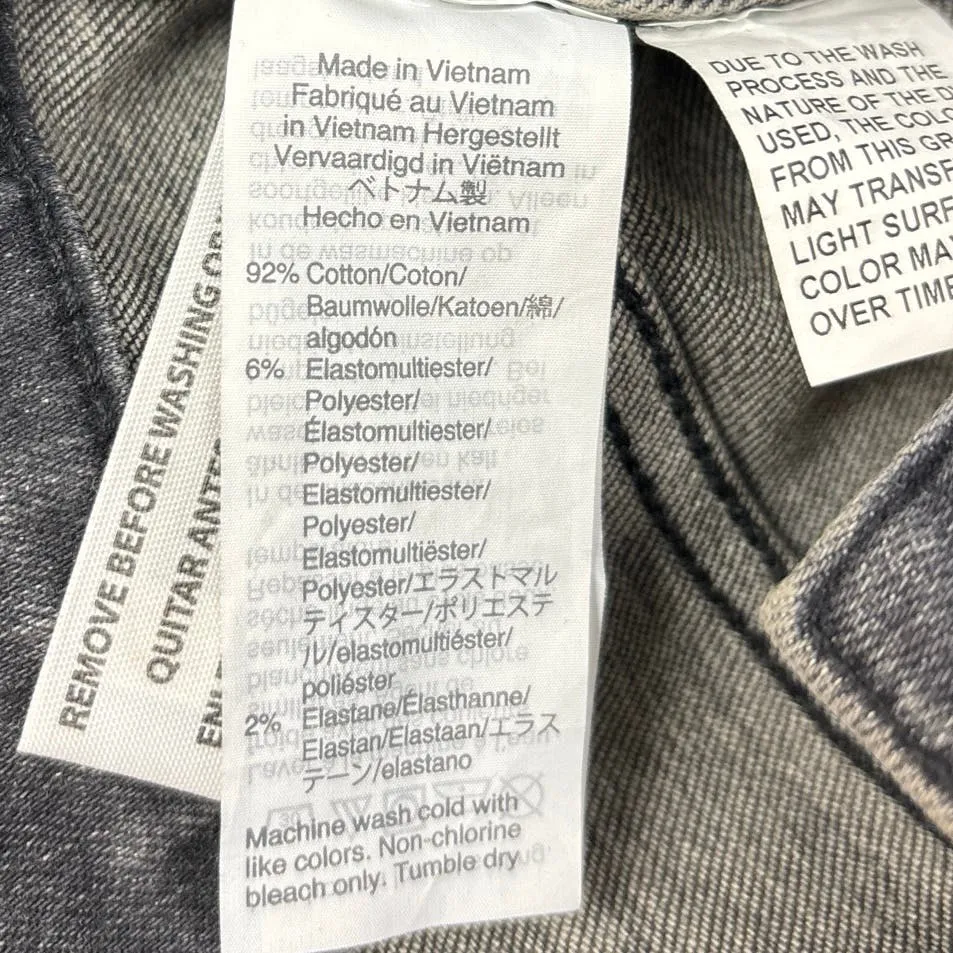 Made in Vietnam
Fabriqué au Vietnam
in Vietnam Hergestellt
Vervaardigd in Viëtnam
ベトナム製
Hecho en Vietnam
92% Cotton/Coton/
Baumwolle/Katoen/綿/
algodón
6% Elastomultiester/
Polyester/
Élastomultiester/
Polyester/
Elastomultiester/
Polyester/
Elastomultiëster/
Polyester/エラストマル
ティスター/ポリエステ
ル/elastomultiéster/
poliéster
2% Elastane/Élasthanne/
Elastan/Elastaan/エラス
テーン/elastano
Machine wash cold with
like colors. Non-chlorine
bleach only. Tumble dry
REMOVE BEFORE WASHING OR
QUITAR ANTES
EN
DUE TO THE WASH
PROCESS AND THE
NATURE OF THE
USED, THE
FROM THIS
MAY
LIGHT
COLOR
OVER TIME